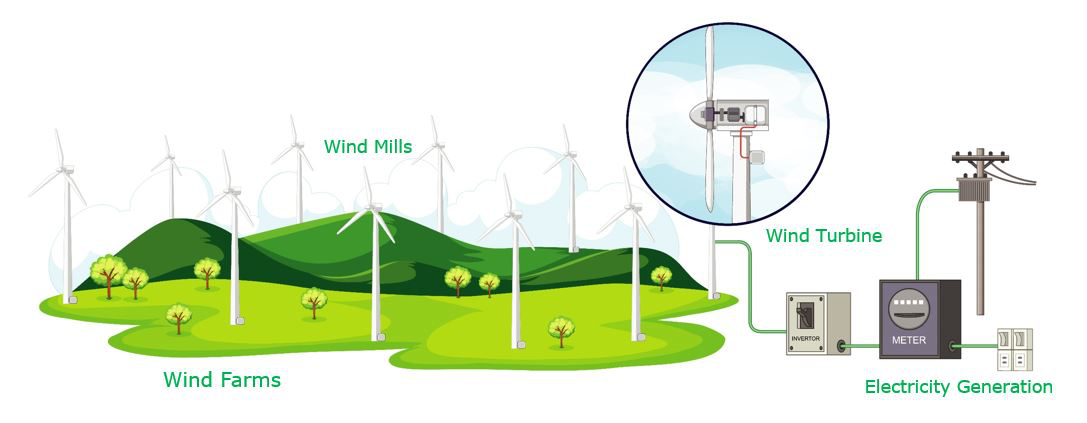 Wind Mills
Wind Turbine
INVERTOR
METER
Wind Farms
Electricity Generation